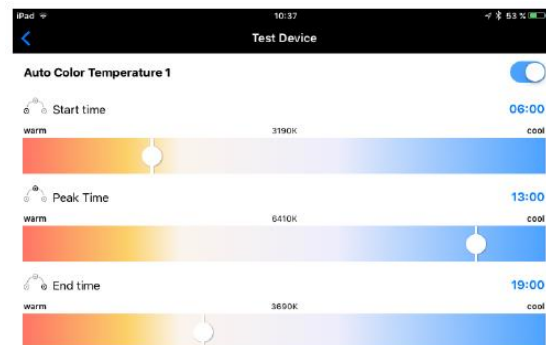 iPad 10:37 53 %
Test Device
Auto Color Temperature 1
Start time 06:00
warm 3190K cool
Peak Time 13:00
warm 6410K cool
End time 19:00
warm 3690K cool